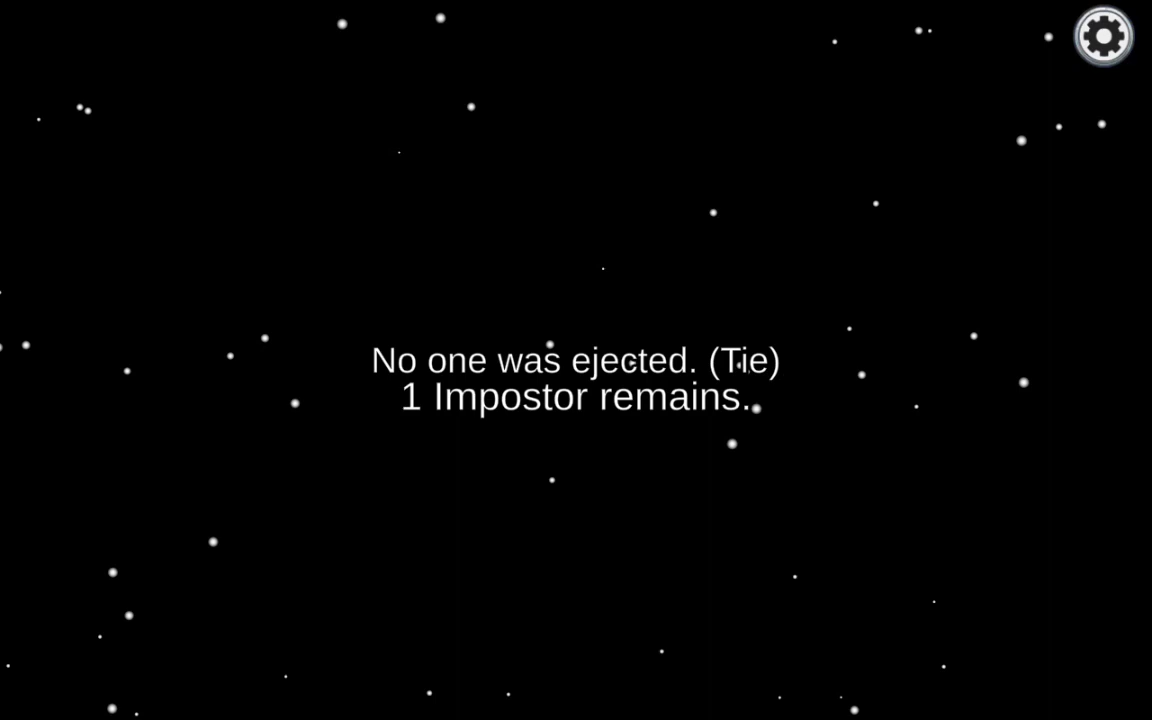 No one was ejected. (Tie)
1 Impostor remains.